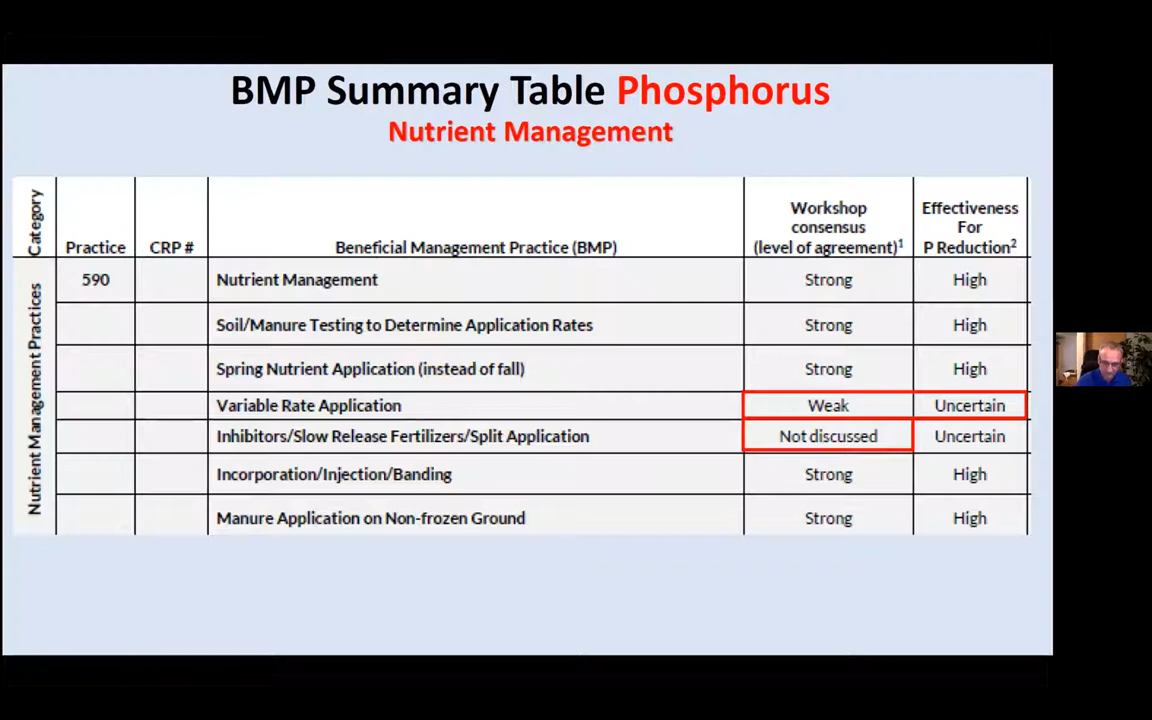 BMP Summary Table Phosphorus
Nutrient Management
Category
Practice
CRP #
Beneficial Management Practice (BMP)
Workshop
consensus
(level of agreement)1
Effectiveness
For
P Reduction2
Nutrient Management Practices
590 Nutrient Management Strong High
Soil/Manure Testing to Determine Application Rates Strong High
Spring Nutrient Application (instead of fall) Strong High
Variable Rate Application Weak Uncertain
Inhibitors/Slow Release Fertilizers/Split Application Not discussed Uncertain
Incorporation/Injection/Banding Strong High
Manure Application on Non-frozen Ground Strong High